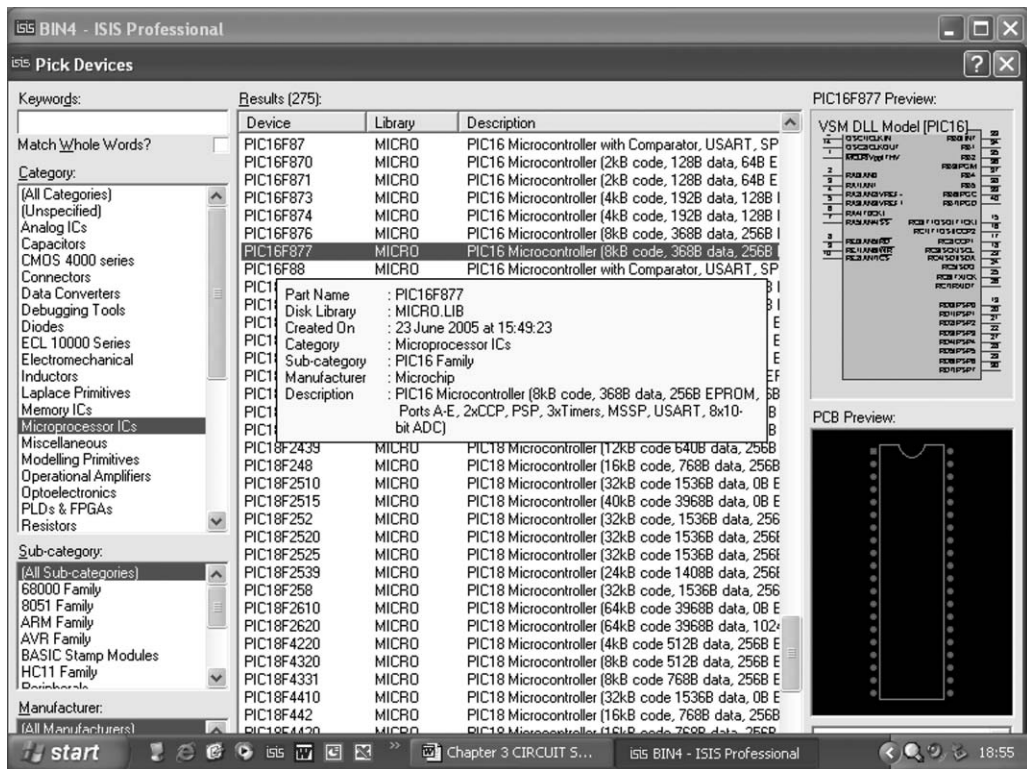 isis BIN4 - ISIS Professional
isis Pick Devices
Keywords:
Match Whole Words?
Category:
(All Categories)
(Unspecified)
Analog ICs
Capacitors
CMOS 4000 series
Connectors
Data Converters
Debugging Tools
Diodes
ECL 10000 Series
Electromechanical
Inductors
Laplace Primitives
Memory ICs
Microprocessor ICs
Miscellaneous
Modelling Primitives
Operational Amplifiers
Optoelectronics
PLDs & FPGAs
Resistors
Sub-category:
(All Sub-categories)
68000 Family
8051 Family
ARM Family
AVR Family
BASIC Stamp Modules
HC11 Family
Manufacturer:
(All Manufacturers)
Results (275):
Device Library Description
PIC16F87 MICRO PIC16 Microcontroller with Comparator, USART, SP
PIC16F870 MICRO PIC16 Microcontroller (2kB code, 128B data, 64B E
PIC16F871 MICRO PIC16 Microcontroller (2kB code, 128B data, 64B E
PIC16F873 MICRO PIC16 Microcontroller (4kB code, 192B data, 128B
PIC16F874 MICRO PIC16 Microcontroller (4kB code, 192B data, 128B
PIC16F876 MICRO PIC16 Microcontroller (8kB code, 368B data, 256B
PIC16F877 MICRO PIC16 Microcontroller (8kB code, 368B data, 256B
PIC16F88 MICRO PIC16 Microcontroller with Comparator, USART, SP
Part Name : PIC16F877
Disk Library : MICRO.LIB
Created On : 23 June 2005 at 15:49:23
Category : Microprocessor ICs
Sub-category : PIC16 Family
Manufacturer : Microchip
Description : PIC16 Microcontroller (8kB code, 368B data, 256B EPROM,
Ports A-E, 2xCCP, PSP, 3xTimers, MSSP, USART, 8x10-
bit ADC)
PIC18F2439 MICRO PIC18 Microcontroller (12kB code 640B data, 256B
PIC18F248 MICRO PIC18 Microcontroller (16kB code, 768B data, 256B
PIC18F2510 MICRO PIC18 Microcontroller (32kB code 1536B data, 0B E
PIC18F2515 MICRO PIC18 Microcontroller (40kB code 3968B data, 0B E
PIC18F252 MICRO PIC18 Microcontroller (32kB code, 1536B data, 256
PIC18F2520 MICRO PIC18 Microcontroller (32kB code 1536B data, 256
PIC18F2525 MICRO PIC18 Microcontroller (32kB code 1536B data, 256B
PIC18F2539 MICRO PIC18 Microcontroller (24kB code 1408B data, 256B
PIC18F258 MICRO PIC18 Microcontroller (32kB code, 1536B data, 256
PIC18F2610 MICRO PIC18 Microcontroller (64kB code 3968B data, 0B E
PIC18F2620 MICRO PIC18 Microcontroller (64kB code 3968B data, 1024
PIC18F4220 MICRO PIC18 Microcontroller (4kB code 512B data, 256B E
PIC18F4320 MICRO PIC18 Microcontroller (8kB code 512B data, 256B E
PIC18F4331 MICRO PIC18 Microcontroller (8kB code 768B data, 256B E
PIC18F4410 MICRO PIC18 Microcontroller (32kB code 1536B data, 0B E
PIC18F442 MICRO PIC18 Microcontroller (16kB code, 768B data, 256B
PIC18F4420 MICRO PIC18 Microcontroller (16kB code 768B data, 256B
PIC16F877 Preview:
VSM DLL Model [PIC16]
PCB Preview:
start
isis
Chapter 3 CIRCUIT S...
isis BIN4 - ISIS Professional
18:55